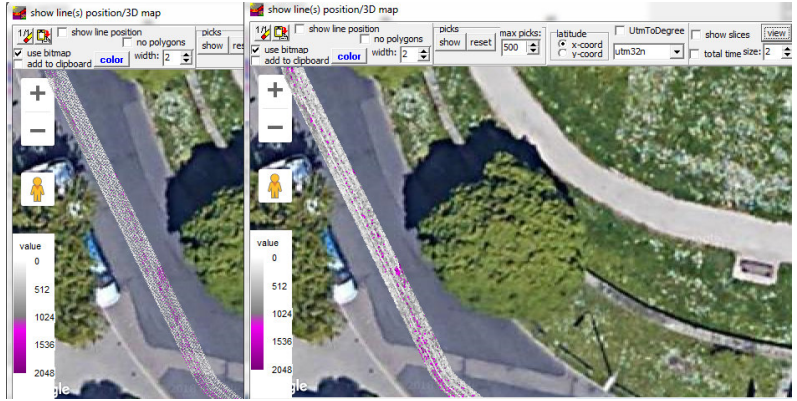 show line(s) position/3D map
show line position
no polygons
use bitmap
add to clipboard
color
width: 2
value
0
512
1024
1536
2048
gle
show line(s) position/3D map
show line position
no polygons
use bitmap
add to clipboard
color
width: 2
picks
show
reset
max picks:
500
latitude
x-coord
y-coord
UtmToDegree
utm32n
show slices
view
total time
size: 2
value
0
512
1024
1536
2048
gle